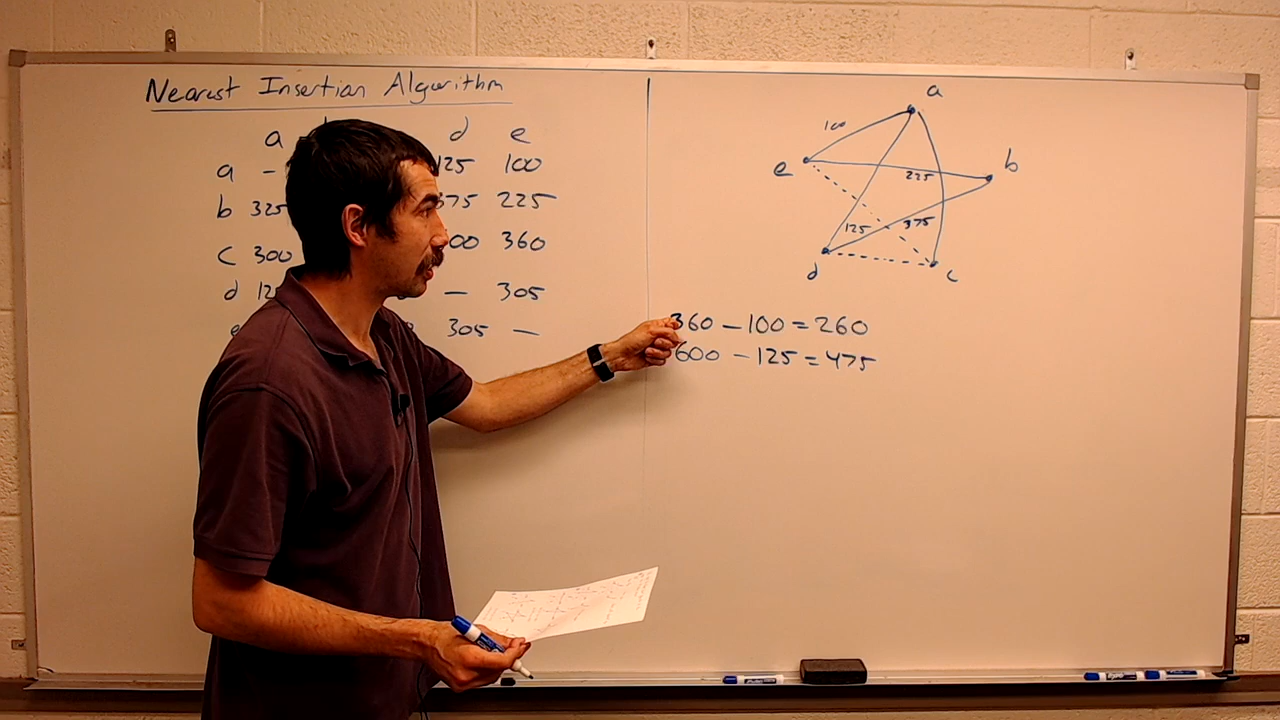 Nearest Insertion Algorithm
a d e
a - 125 100
b 325 375 225
c 300 600 360
d 12 — 305
e 305 —
a
100
e
b
225
125
375
d
c
360 - 100 = 260
600 - 125 = 475